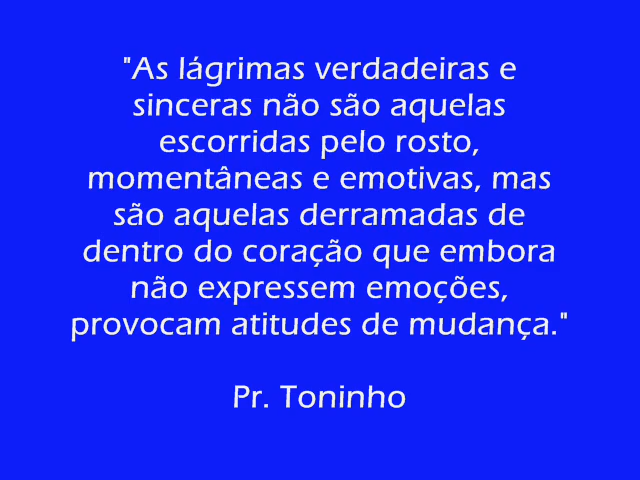 "As lágrimas verdadeiras e
sinceras não são aquelas
escorridas pelo rosto,
momentâneas e emotivas, mas
são aquelas derramadas de
dentro do coração que embora
não expressem emoções,
provocam atitudes de mudança."
Pr. Toninho